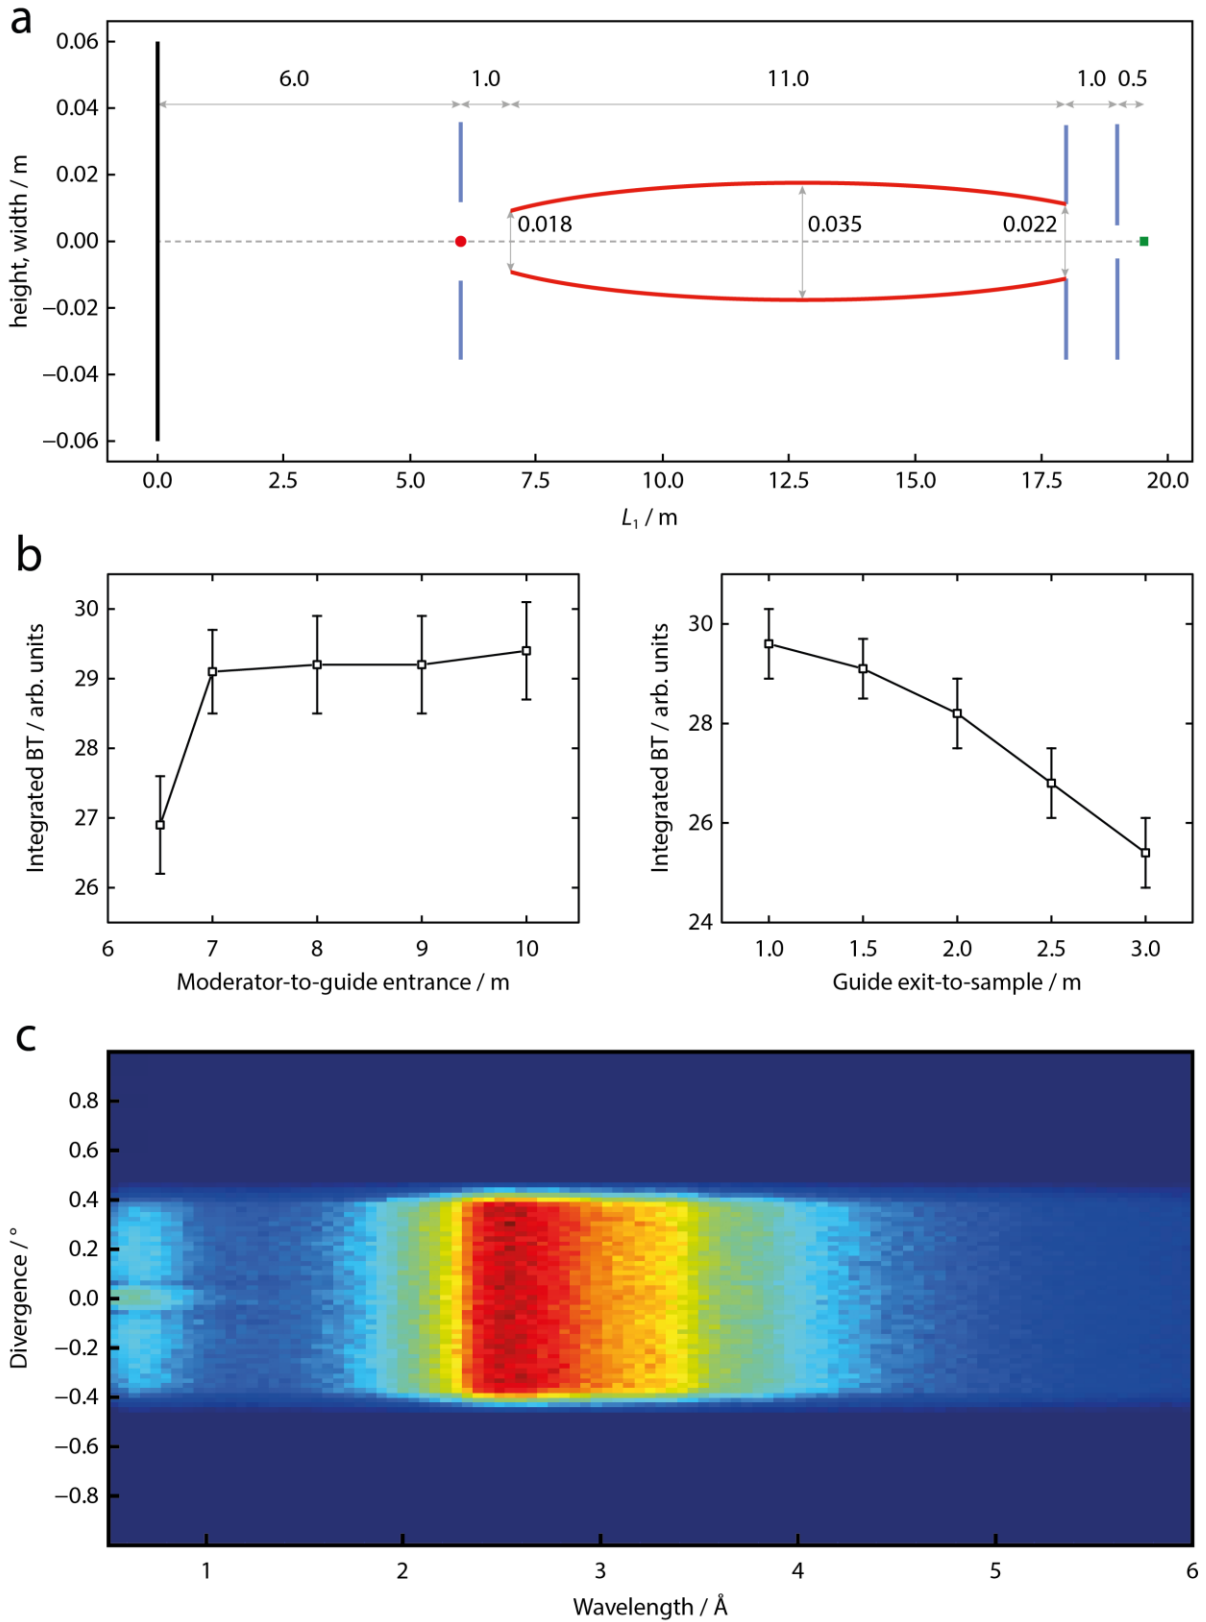 a
0.06
0.04
0.02
0.00
−0.02
−0.04
−0.06
height, width / m
6.0 1.0 11.0 1.0 0.5
0.018 0.035 0.022
0.0 2.5 5.0 7.5 10.0 12.5 15.0 17.5 20.0
L₁ / m
b
30
29
28
27
26
Integrated BT / arb. units
6 7 8 9 10
Moderator-to-guide entrance / m
30
28
26
24
Integrated BT / arb. units
1.0 1.5 2.0 2.5 3.0
Guide exit-to-sample / m
c
0.8
0.6
0.4
0.2
0.0
−0.2
−0.4
−0.6
−0.8
Divergence / °
1 2 3 4 5 6
Wavelength / Å